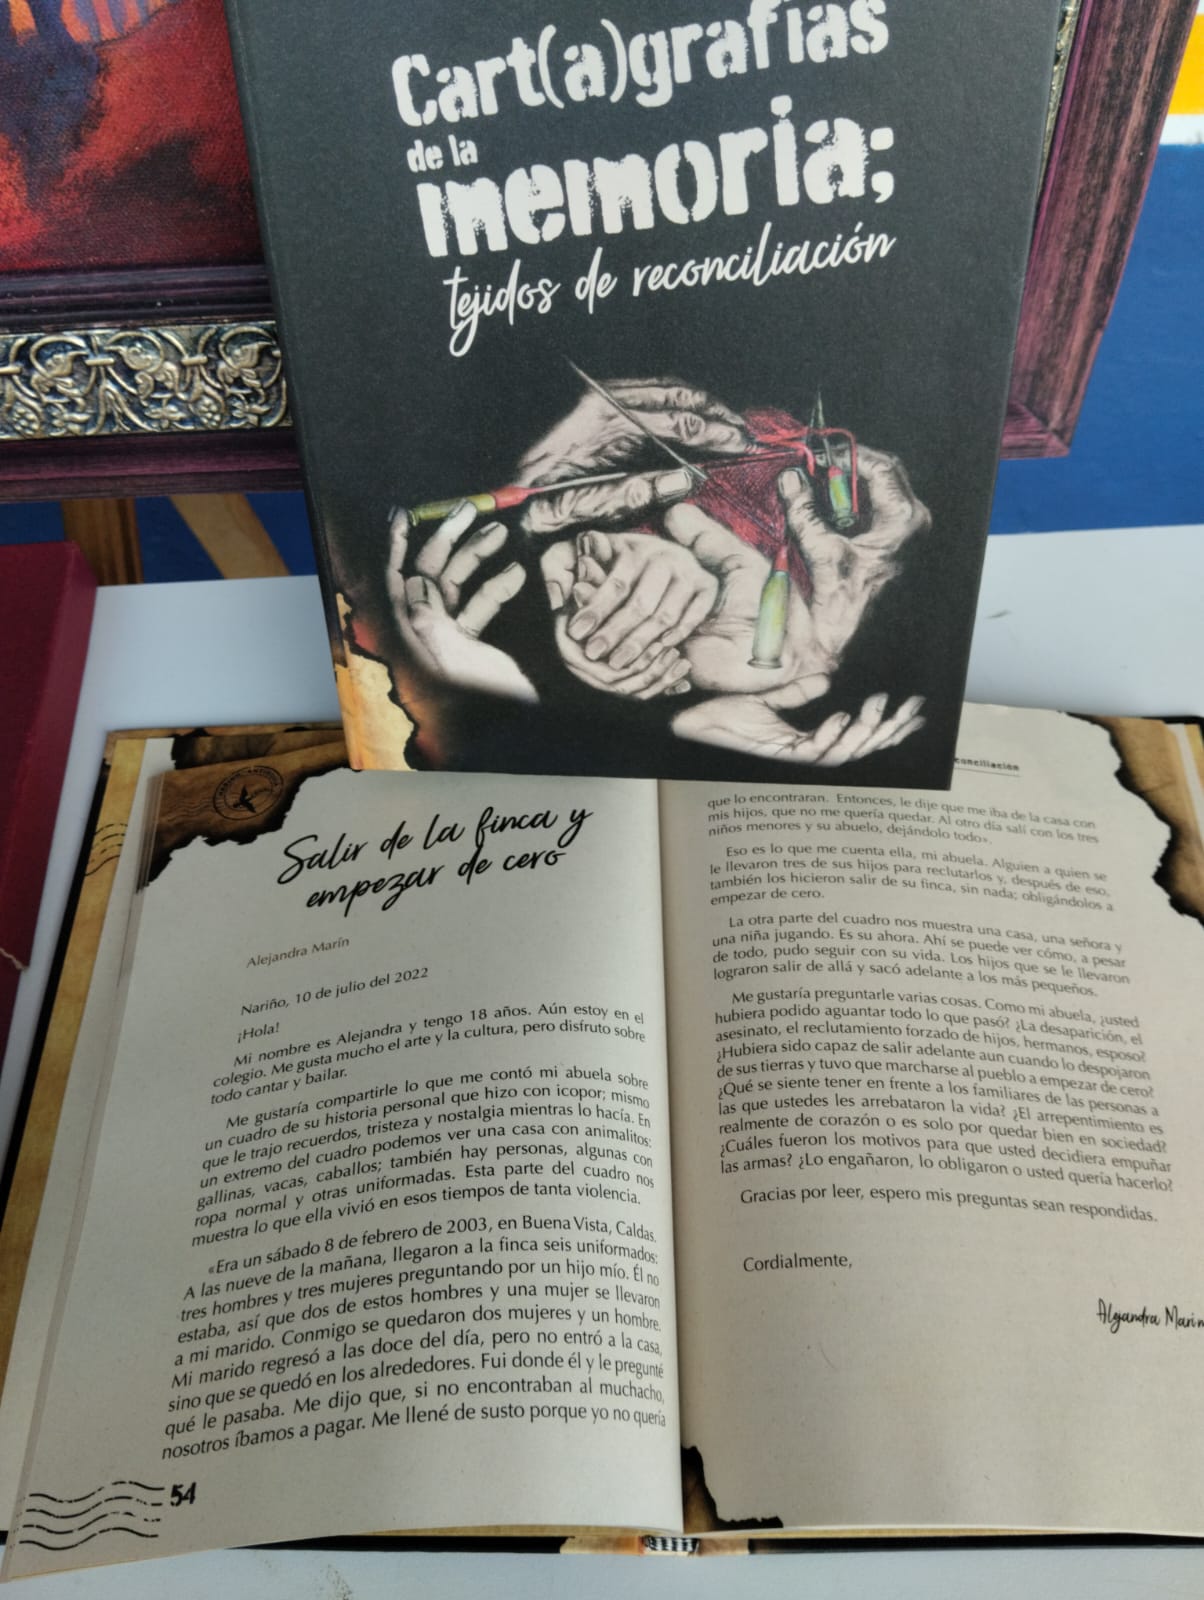 Cart(a)grafías
de la
memoria;
tejidos de reconciliación
Salir de la finca y
empezar de cero
Alejandra Marín
Nariño, 10 de julio del 2022
¡Hola!
Mi nombre es Alejandra y tengo 18 años. Aún estoy en el
colegio. Me gusta mucho el arte y la cultura, pero disfruto sobre
todo cantar y bailar.
Me gustaría compartirle lo que me contó mi abuela sobre
un cuadro de su historia personal que hizo con icopor; mismo
que le trajo recuerdos, tristeza y nostalgia mientras lo hacía. En
un extremo del cuadro podemos ver una casa con animalitos:
gallinas, vacas, caballos; también hay personas, algunas con
ropa normal y otras uniformadas. Esta parte del cuadro nos
muestra lo que ella vivió en esos tiempos de tanta violencia.
«Era un sábado 8 de febrero de 2003, en Buena Vista, Caldas.
A las nueve de la mañana, llegaron a la finca seis uniformados:
tres hombres y tres mujeres preguntando por un hijo mío. Él no
estaba, así que dos de estos hombres y una mujer se llevaron
a mi marido. Conmigo se quedaron dos mujeres y un hombre.
Mi marido regresó a las doce del día, pero no entró a la casa,
sino que se quedó en los alrededores. Fui donde él y le pregunté
qué le pasaba. Me dijo que, si no encontraban al muchacho,
nosotros íbamos a pagar. Me llené de susto porque yo no quería
54
conciliación
que lo encontraran. Entonces, le dije que me iba de la casa con
mis hijos, que no me quería quedar. Al otro día salí con los tres
niños menores y su abuelo, dejándolo todo».
Eso es lo que me cuenta ella, mi abuela. Alguien a quien se
le llevaron tres de sus hijos para reclutarlos y, después de eso,
también los hicieron salir de su finca, sin nada; obligándolos a
empezar de cero.
La otra parte del cuadro nos muestra una casa, una señora y
una niña jugando. Es su ahora. Ahí se puede ver cómo, a pesar
de todo, pudo seguir con su vida. Los hijos que se le llevaron
lograron salir de allá y sacó adelante a los más pequeños.
Me gustaría preguntarle varias cosas. Como mi abuela, ¿usted
hubiera podido aguantar todo lo que pasó? ¿La desaparición, el
asesinato, el reclutamiento forzado de hijos, hermanos, esposo?
¿Hubiera sido capaz de salir adelante aun cuando lo despojaron
de sus tierras y tuvo que marcharse al pueblo a empezar de cero?
¿Qué se siente tener en frente a los familiares de las personas a
las que ustedes les arrebataron la vida? ¿El arrepentimiento es
realmente de corazón o es solo por quedar bien en sociedad?
¿Cuáles fueron los motivos para que usted decidiera empuñar
las armas? ¿Lo engañaron, lo obligaron o usted quería hacerlo?
Gracias por leer, espero mis preguntas sean respondidas.
Cordialmente,
Alejandra Marín